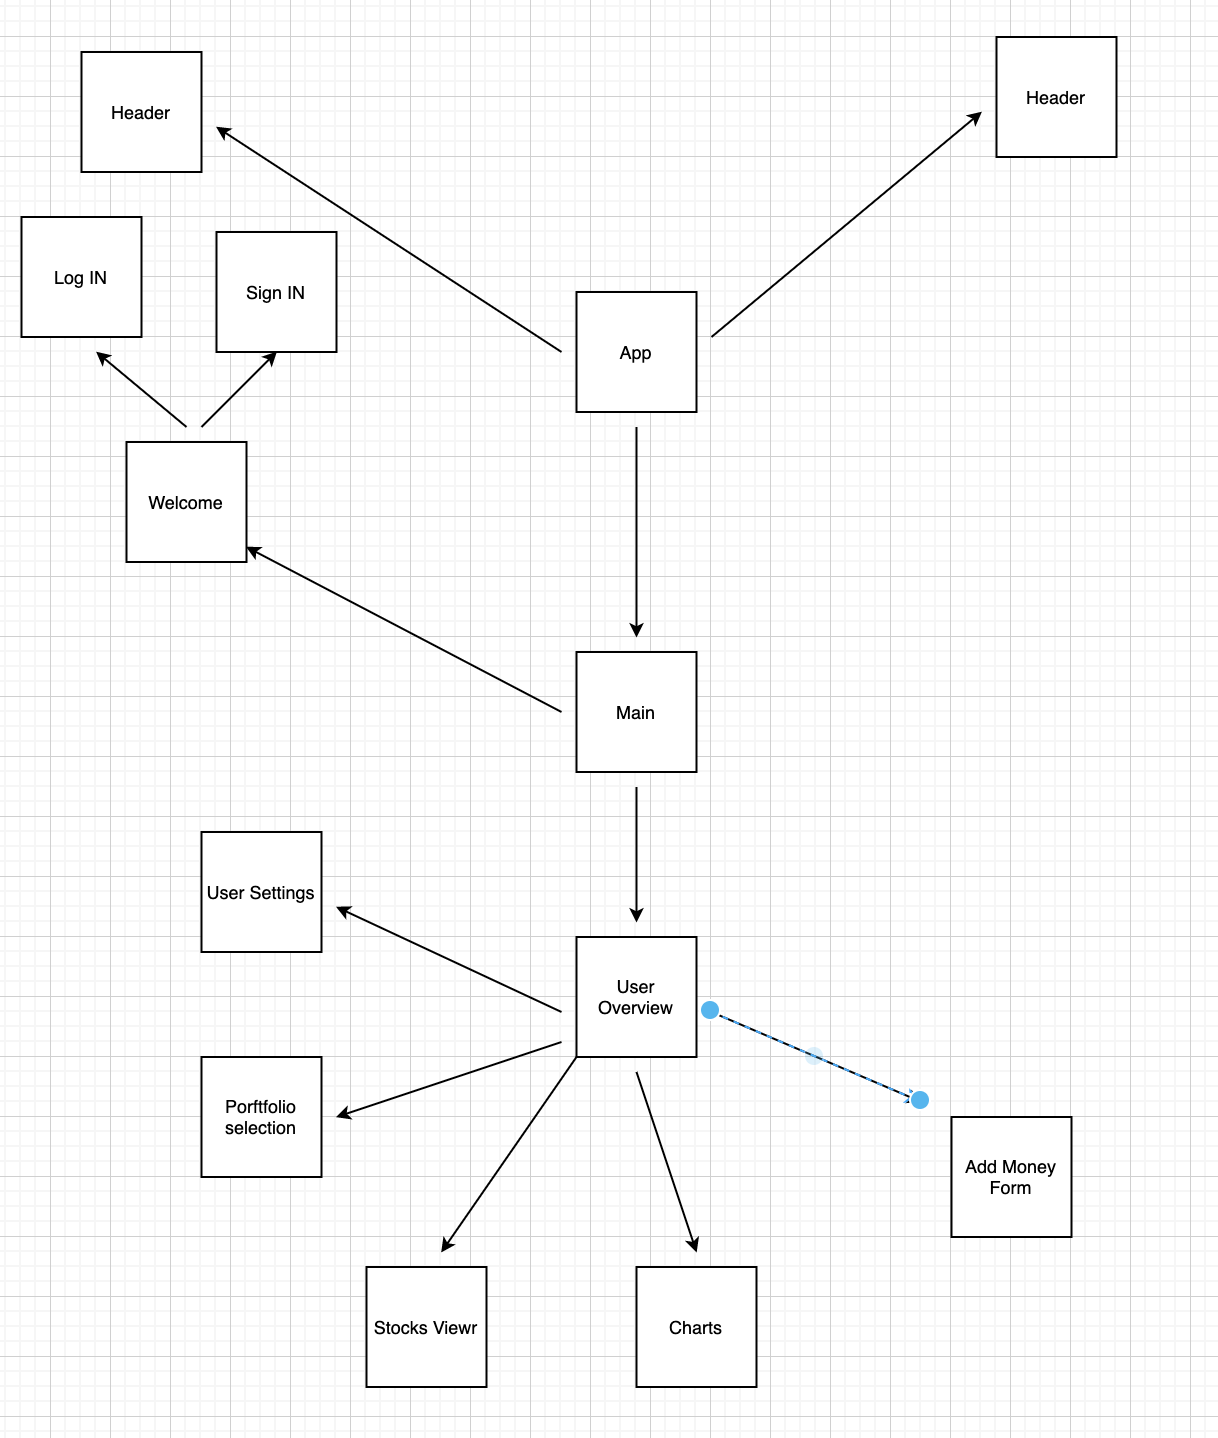 Header
Header
Log IN
Sign IN
App
Welcome
Main
User Settings
User
Overview
Porftfolio
selection
Add Money
Form
Stocks Viewr
Charts